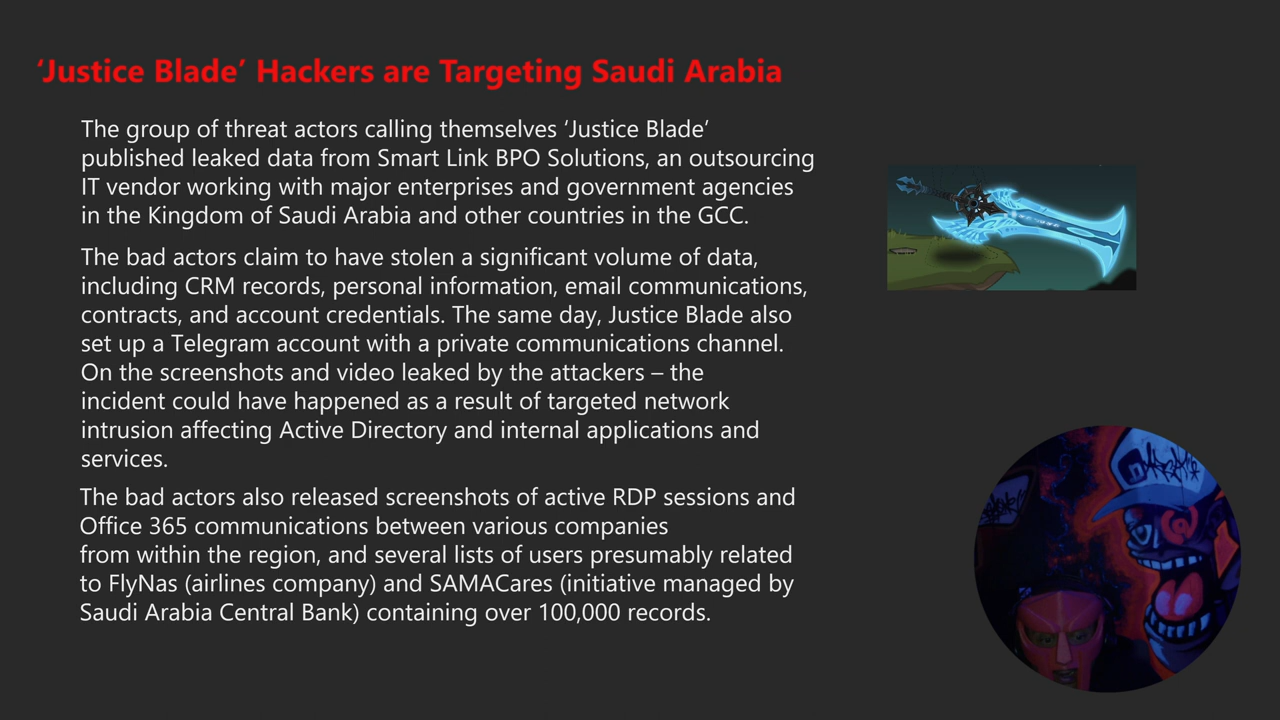 ‘Justice Blade’ Hackers are Targeting Saudi Arabia
The group of threat actors calling themselves ‘Justice Blade’
published leaked data from Smart Link BPO Solutions, an outsourcing
IT vendor working with major enterprises and government agencies
in the Kingdom of Saudi Arabia and other countries in the GCC.
The bad actors claim to have stolen a significant volume of data,
including CRM records, personal information, email communications,
contracts, and account credentials. The same day, Justice Blade also
set up a Telegram account with a private communications channel.
On the screenshots and video leaked by the attackers – the
incident could have happened as a result of targeted network
intrusion affecting Active Directory and internal applications and
services.
The bad actors also released screenshots of active RDP sessions and
Office 365 communications between various companies
from within the region, and several lists of users presumably related
to FlyNas (airlines company) and SAMACares (initiative managed by
Saudi Arabia Central Bank) containing over 100,000 records.